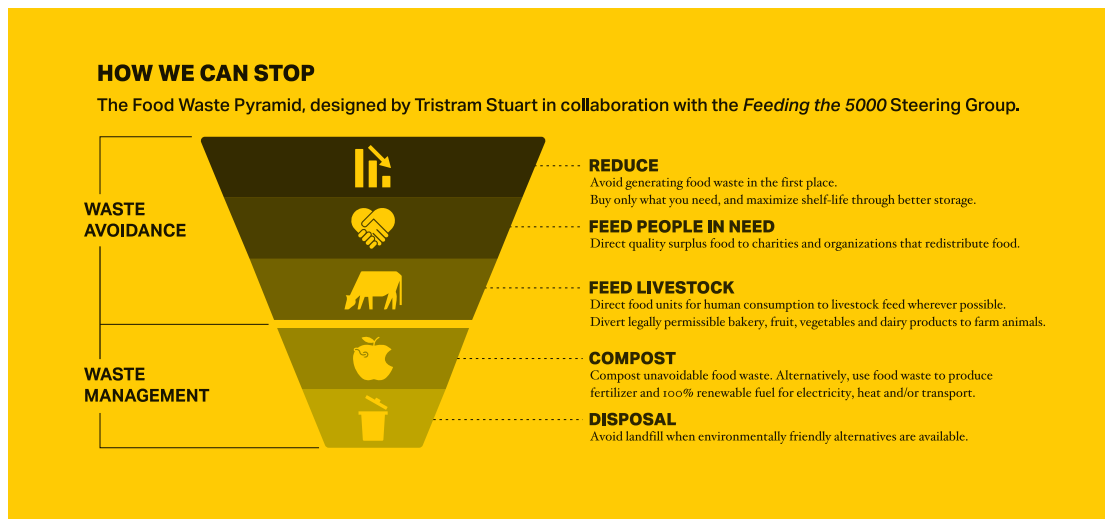 HOW WE CAN STOP
The Food Waste Pyramid, designed by Tristram Stuart in collaboration with the Feeding the 5000 Steering Group.
WASTE
AVOIDANCE
REDUCE
Avoid generating food waste in the first place.
Buy only what you need, and maximize shelf-life through better storage.
FEED PEOPLE IN NEED
Direct quality surplus food to charities and organizations that redistribute food.
FEED LIVESTOCK
Direct food units for human consumption to livestock feed wherever possible.
Divert legally permissible bakery, fruit, vegetables and dairy products to farm animals.
WASTE
MANAGEMENT
COMPOST
Compost unavoidable food waste. Alternatively, use food waste to produce
fertilizer and 100% renewable fuel for electricity, heat and/or transport.
DISPOSAL
Avoid landfill when environmentally friendly alternatives are available.